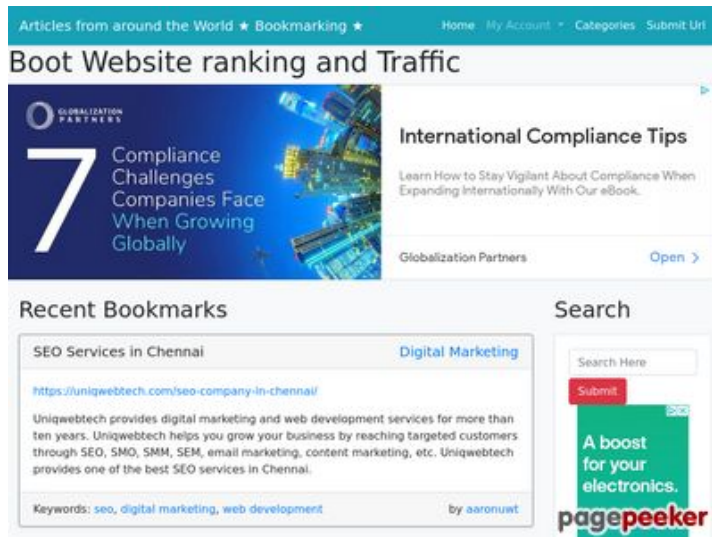 Articles from around the World ★ Bookmarking ★
Home My Account Categories Submit Url
Boot Website ranking and Traffic
GLOBALIZATION
PARTNERS
7
Compliance
Challenges
Companies Face
When Growing
Globally
International Compliance Tips
Learn How to Stay Vigilant About Compliance When
Expanding Internationally With Our eBook.
Globalization Partners
Open >
Recent Bookmarks
SEO Services in Chennai
Digital Marketing
https://uniqwebtech.com/seo-company-in-chennai/
Uniqwebtech provides digital marketing and web development services for more than
ten years. Uniqwebtech helps you grow your business by reaching targeted customers
through SEO, SMO, SMM, SEM, email marketing, content marketing, etc. Uniqwebtech
provides one of the best SEO services in Chennai.
Keywords: seo, digital marketing, web development
by aaronuwt
Search
Search Here
Submit
A boost
for your
electronics.
pagepeeker